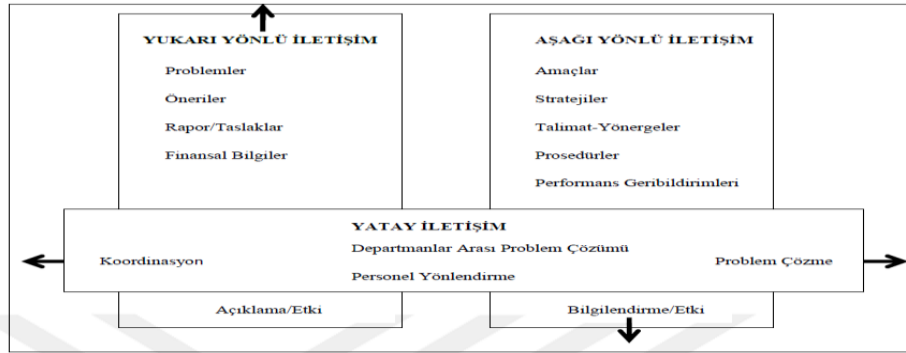 YUKARI YÖNLÜ İLETİŞİM
Problemler
Öneriler
Rapor/Taslaklar
Finansal Bilgiler
AŞAĞI YÖNLÜ İLETİŞİM
Amaçlar
Stratejiler
Talimat-Yönergeler
Prosedürler
Performans Geribildirimleri
YATAY İLETİŞİM
Departmanlar Arası Problem Çözümü
Koordinasyon
Problem Çözme
Personel Yönlendirme
Açıklama/Etki
Bilgilendirme/Etki